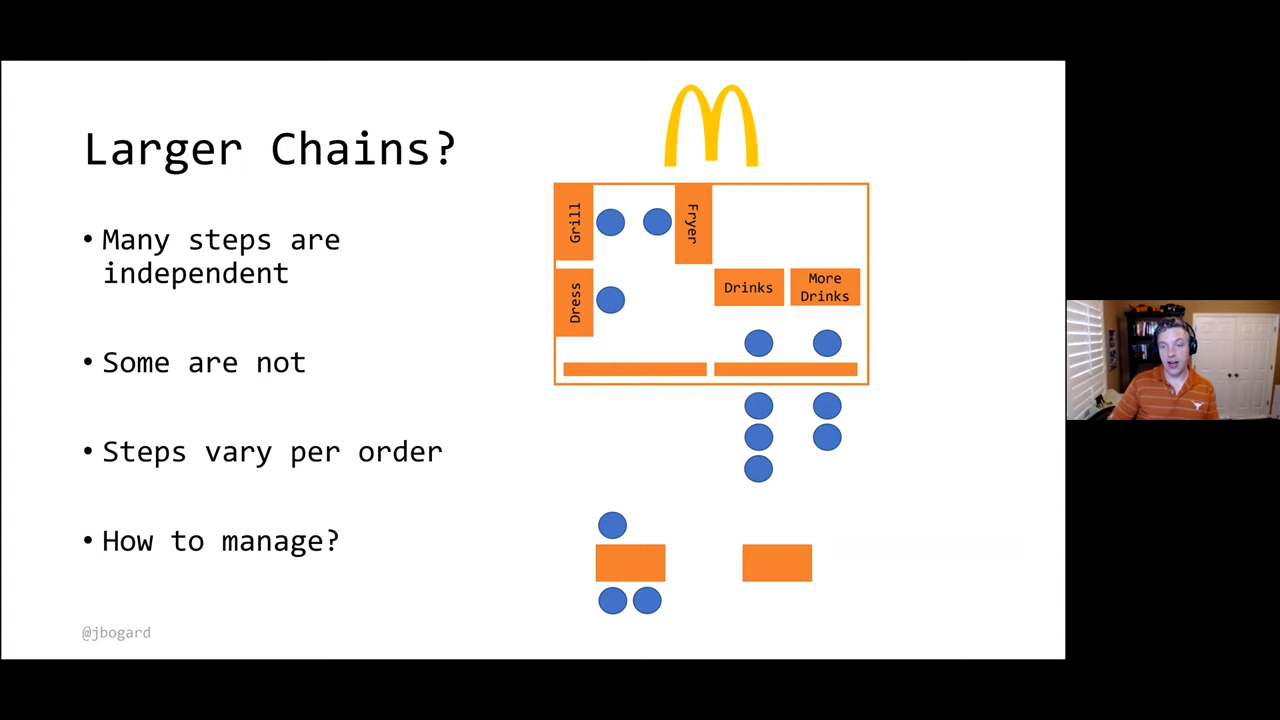 Larger Chains?
• Many steps are
independent
• Some are not
• Steps vary per order
• How to manage?
@jbogard
Grill
Fryer
Dress
Drinks
More
Drinks